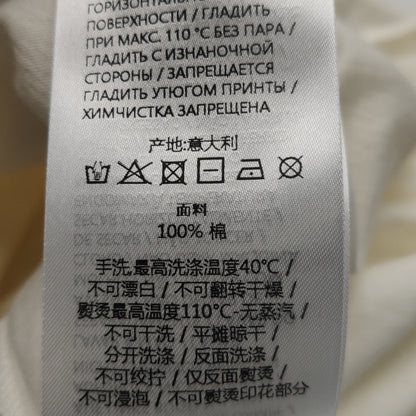 ГОРИЗОНТАЛЬНОЙ
ПОВЕРХНОСТИ / ГЛАДИТЬ
ПРИ МАКС. 110 °C БЕЗ ПАРА /
ГЛАДИТЬ С ИЗНАНОЧНОЙ
СТОРОНЫ / ЗАПРЕЩАЕТСЯ
ГЛАДИТЬ УТЮГОМ ПРИНТЫ /
ХИМЧИСТКА ЗАПРЕЩЕНА
产地:意大利
面料
100% 棉
手洗,最高洗涤温度40℃ /
不可漂白 / 不可翻转干燥 /
熨烫最高温度110℃-无蒸汽 /
不可干洗 / 平摊晾干 /
分开洗涤 / 反面洗涤 /
不可绞拧 / 仅反面熨烫 /
不可浸泡 / 不可熨烫印花部分